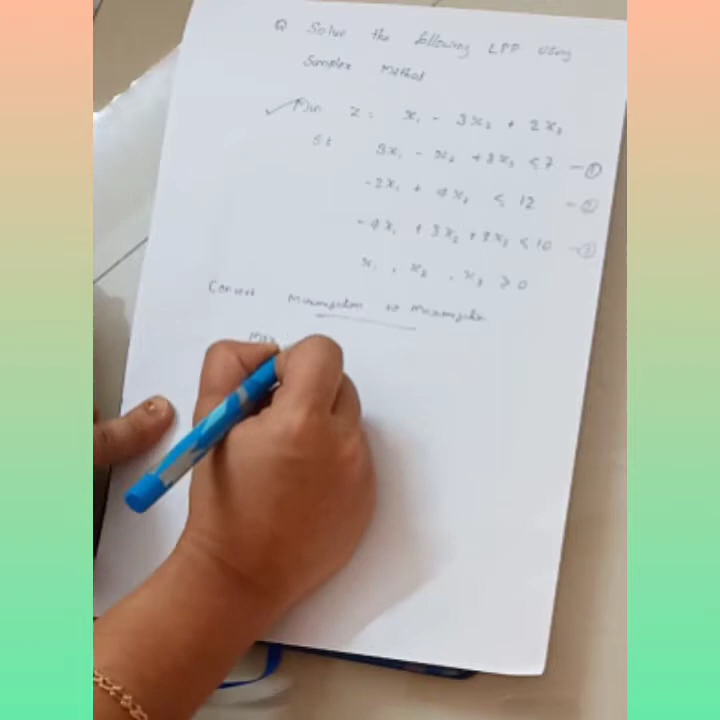 Q Solve the following LPP using
Simplex Method
✓ Min Z = x₁ - 3x₂ + 2x₃
S t 3x₁ - x₂ + 3x₃ ≤ 7 - ①
-2x₁ + 4x₂ ≤ 12 - ②
-4x₁ + 3x₂ + 8x₃ ≤ 10 - ③
x₁ , x₂ , x₃ ≥ 0
Convert Minimization to Maximization
Max